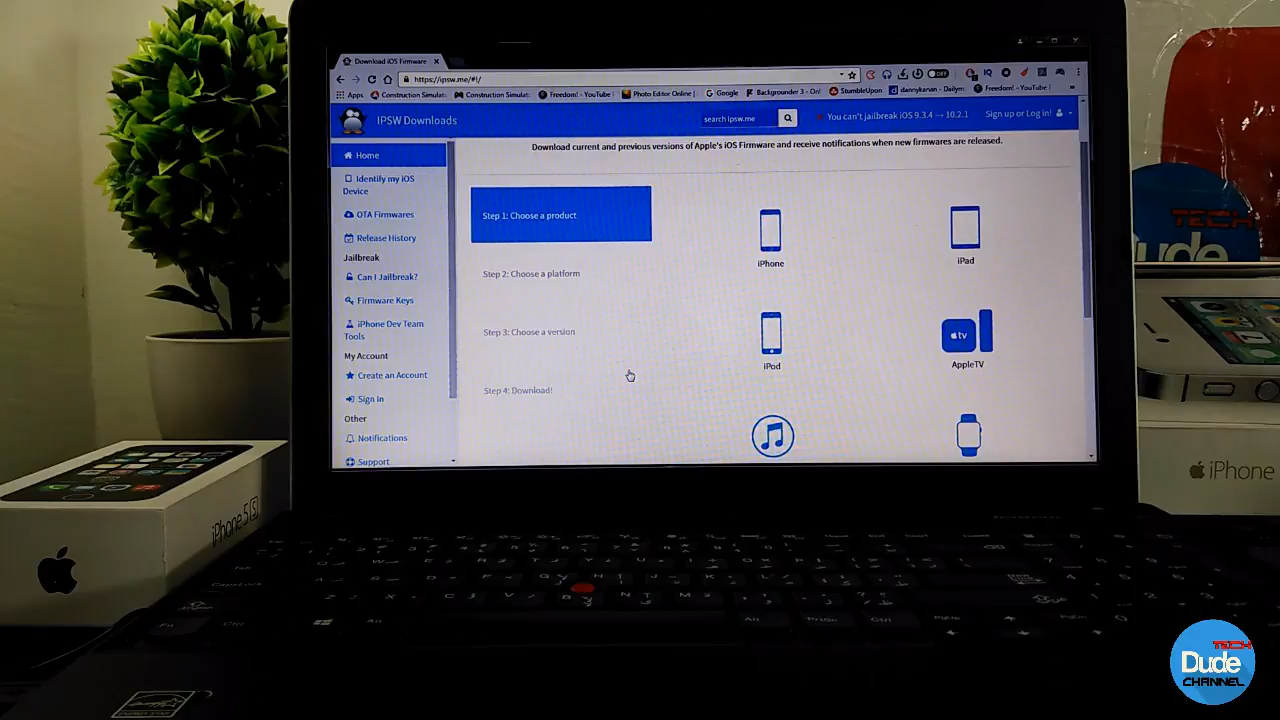 Download iOS Firmware
https://ipsw.me/#!/
OFF
Apps
Construction Simulat
Construction Simulat
Freedom! - YouTube
Photo Editor Online |
Google
Backgrounder 3 - On
StumbleUpon
dannykanan - Dailym
Freedom! - YouTube
IPSW Downloads
search ipsw.me
You can't jailbreak iOS 9.3.4 → 10.2.1
Sign up or Log in!
Home
Identify my iOS
Device
OTA Firmwares
Release History
Jailbreak
Can I Jailbreak?
Firmware Keys
iPhone Dev Team
Tools
My Account
Create an Account
Sign In
Other
Notifications
Support
Download current and previous versions of Apple's iOS Firmware and receive notifications when new firmwares are released.
Step 1: Choose a product
Step 2: Choose a platform
Step 3: Choose a version
Step 4: Download!
iPhone
iPad
iPod
tv
AppleTV
iPhone 5S
iPhone
TECH
Dude
TECH
Dude
CHANNEL